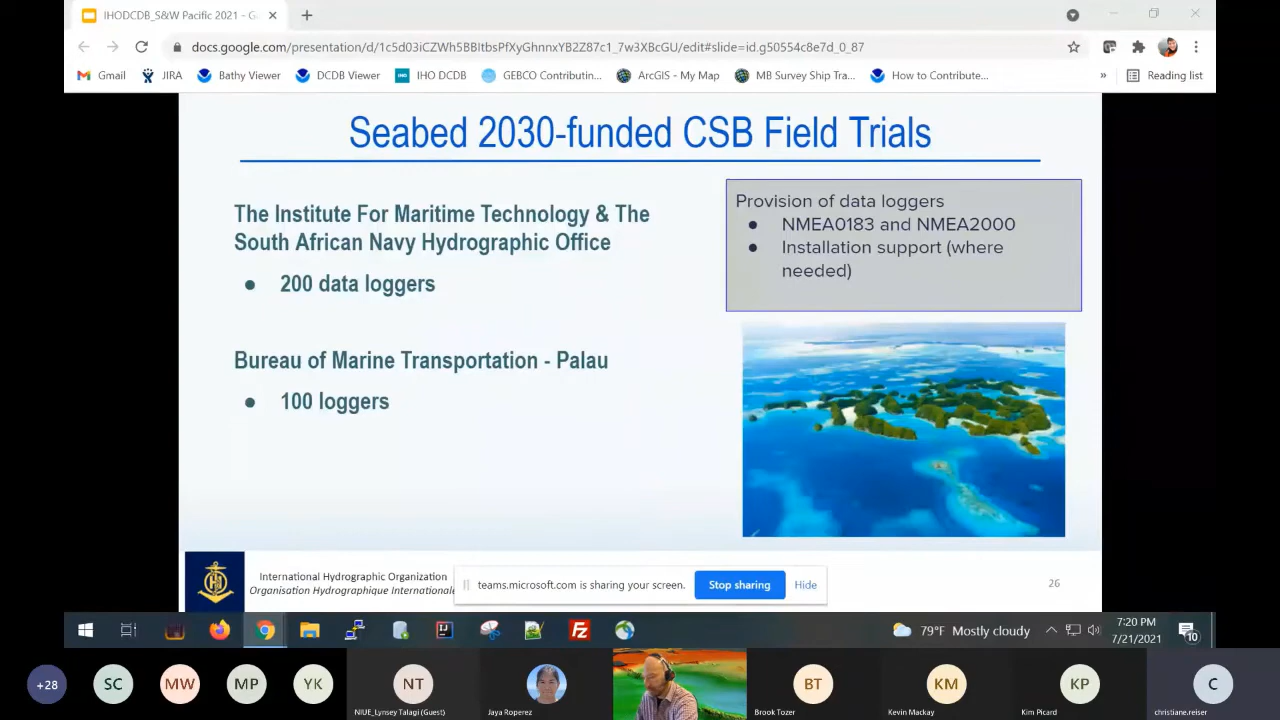 IHODCDB_S&W Pacific 2021 - G
docs.google.com/presentation/d/1c5d03iCZWh5BBItbsPfXyGhnnxYB2Z87c1_7w3XBcGU/edit#slide=id.g50554c8e7d_0_87
Gmail JIRA Bathy Viewer DCDB Viewer IHO DCDB GEBCO Contributin... ArcGIS - My Map MB Survey Ship Tra... How to Contribute... » Reading list
Seabed 2030-funded CSB Field Trials
The Institute For Maritime Technology & The
South African Navy Hydrographic Office
● 200 data loggers
Bureau of Marine Transportation - Palau
● 100 loggers
Provision of data loggers
● NMEA0183 and NMEA2000
● Installation support (where
needed)
International Hydrographic Organization
Organisation Hydrographique Internationale
teams.microsoft.com is sharing your screen. Stop sharing Hide
26
79°F Mostly cloudy
7:20 PM
7/21/2021
10
+28 SC MW MP YK NT BT KM KP C
NIUE_Lynsey Talagi (Guest) Jaya Roperez Brook Tozer Kevin Mackay Kim Picard christiane.reiser